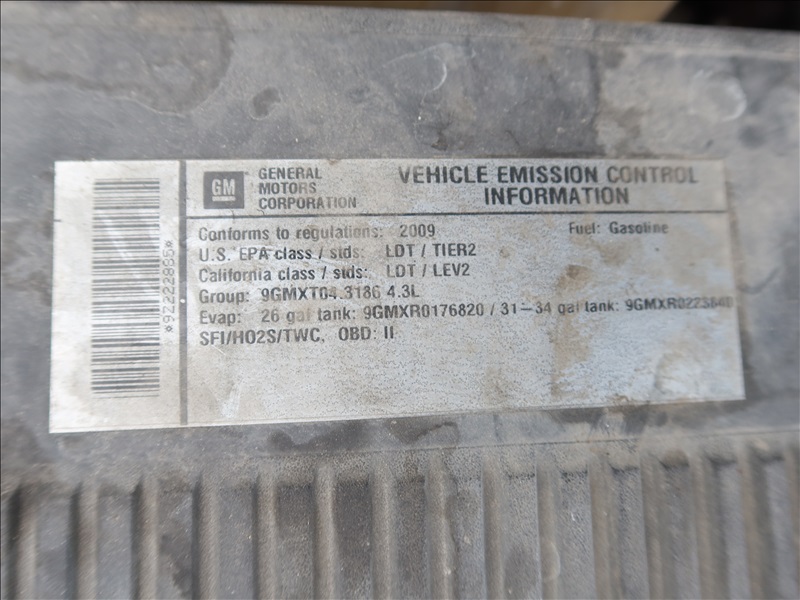 GM
GENERAL
MOTORS
CORPORATION
VEHICLE EMISSION CONTROL
INFORMATION
Conforms to regulations: 2009 Fuel: Gasoline
U.S. EPA class / stds: LDT / TIER2
California class / stds: LDT / LEV2
Group: 9GMXT04.3186 4.3L
Evap: 26 gal tank: 9GMXR0176820 / 31-34 gal tank:
SFI/HO2S/TWC, OBD: II
*9Z222885*